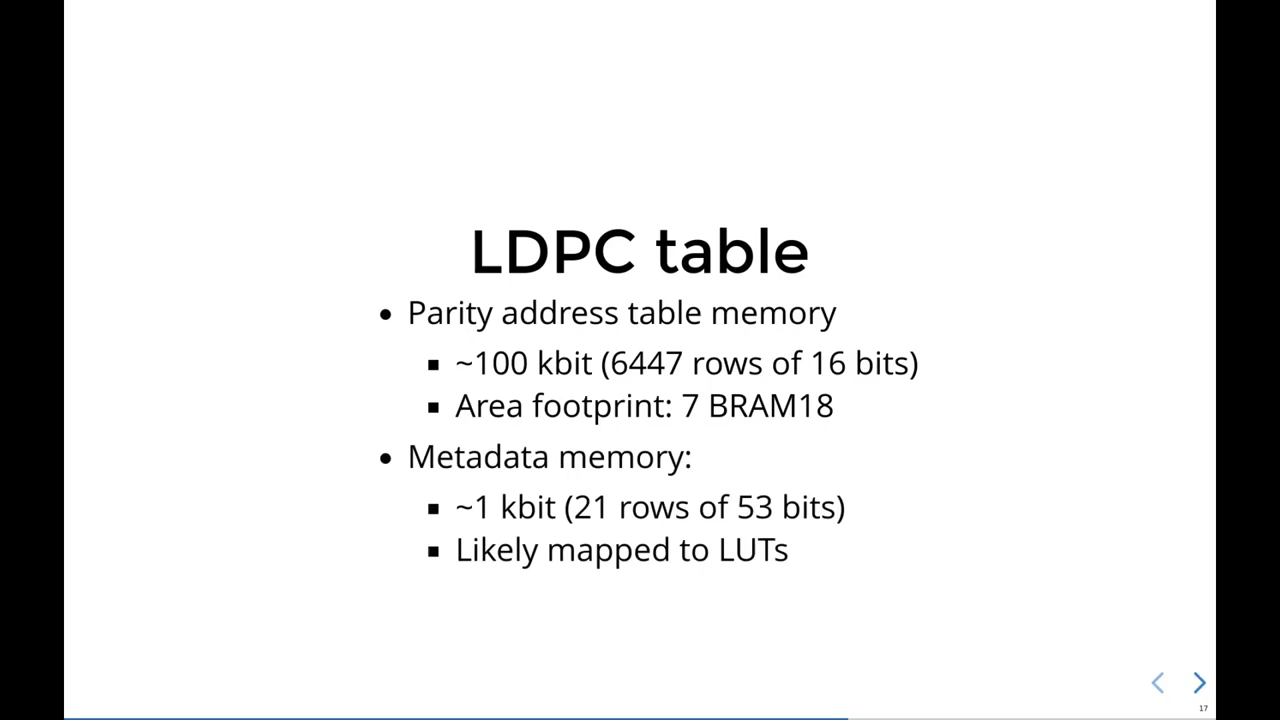 LDPC table
• Parity address table memory
▪ ~100 kbit (6447 rows of 16 bits)
▪ Area footprint: 7 BRAM18
• Metadata memory:
▪ ~1 kbit (21 rows of 53 bits)
▪ Likely mapped to LUTs
17